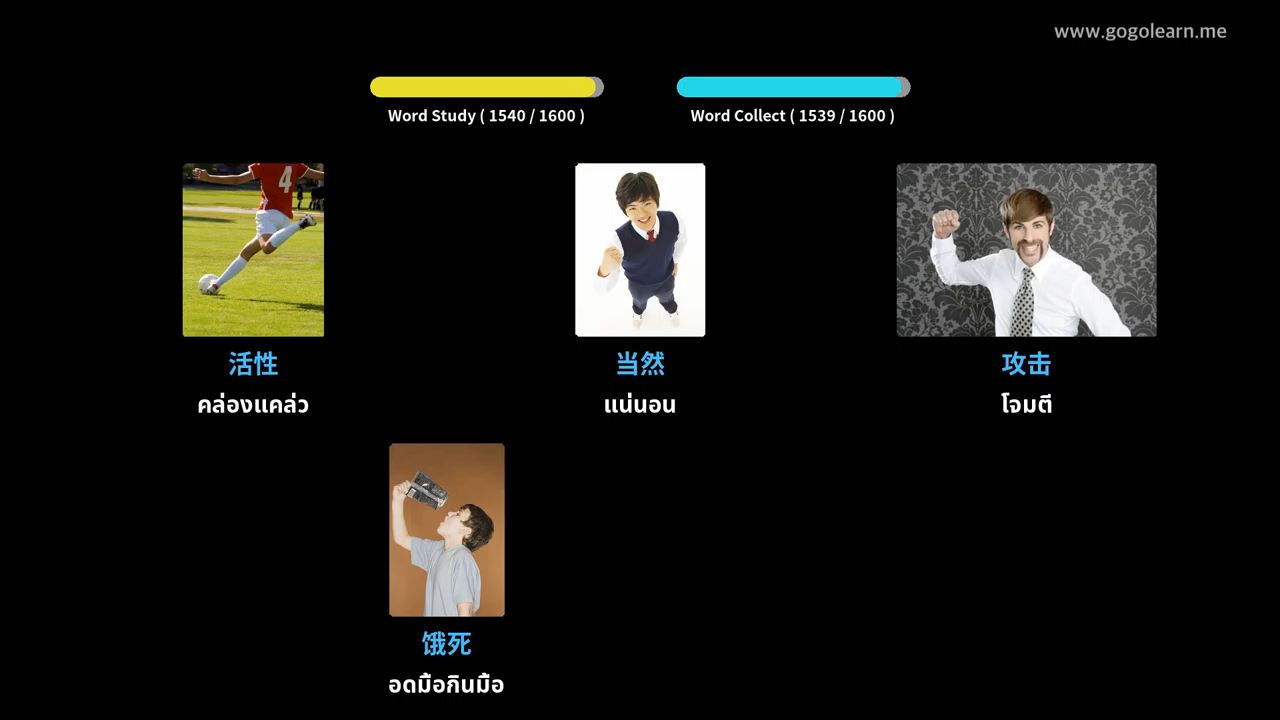 www.gogolearn.me
Word Study ( 1540 / 1600 )
Word Collect ( 1539 / 1600 )
4
活性
当然
攻击
คล่องแคล่ว
แน่นอน
โจมตี
饿死
อดมื้อกินมื้อ